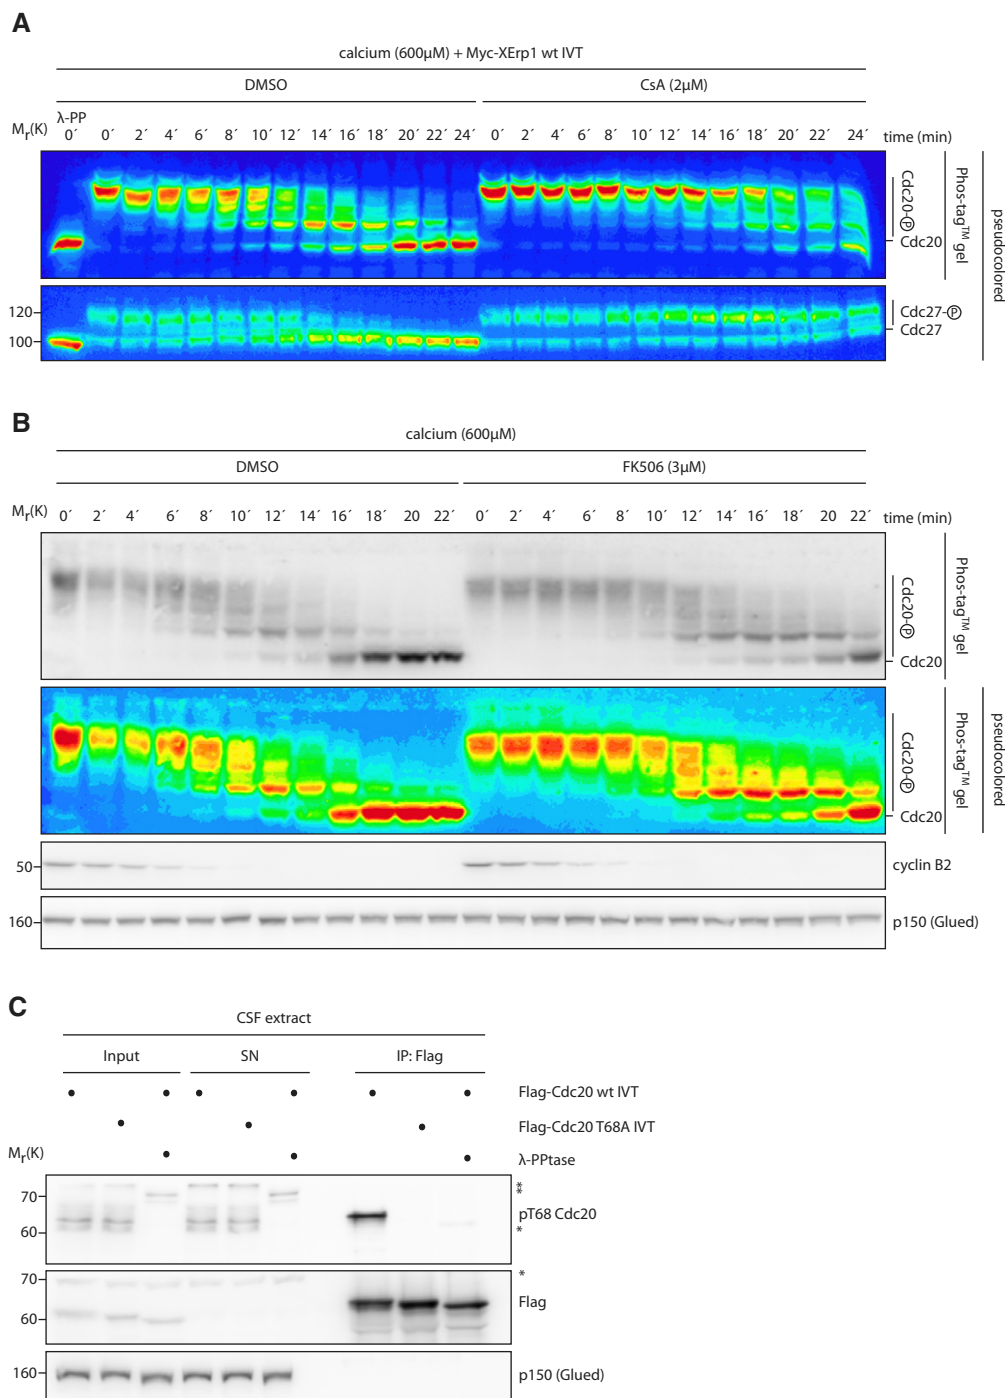 A
calcium (600µM) + Myc-XErp1 wt IVT
DMSO
CsA (2µM)
λ-PP
Mr(K) 0´ 0´ 2´ 4´ 6´ 8´ 10´ 12´ 14´ 16´ 18´ 20´ 22´ 24´ 0´ 2´ 4´ 6´ 8´ 10´ 12´ 14´ 16´ 18´ 20´ 22´ 24´ time (min)
Cdc20-Ⓟ
Cdc20
Phos-tag™ gel
pseudocolored
120
Cdc27-Ⓟ
Cdc27
100
B
calcium (600µM)
DMSO
FK506 (3µM)
Mr(K) 0´ 2´ 4´ 6´ 8´ 10´ 12´ 14´ 16´ 18´ 20 22´ 0´ 2´ 4´ 6´ 8´ 10´ 12´ 14´ 16´ 18´ 20 22´ time (min)
Cdc20-Ⓟ
Cdc20
Phos-tag™ gel
Cdc20-Ⓟ
Cdc20
Phos-tag™ gel
pseudocolored
50
cyclin B2
160
p150 (Glued)
C
CSF extract
Input SN IP: Flag
• • • • • • Flag-Cdc20 wt IVT
• • • Flag-Cdc20 T68A IVT
Mr(K) • • • λ-PPtase
70
*
*
pT68 Cdc20
60
*
70
*
Flag
60
160
p150 (Glued)